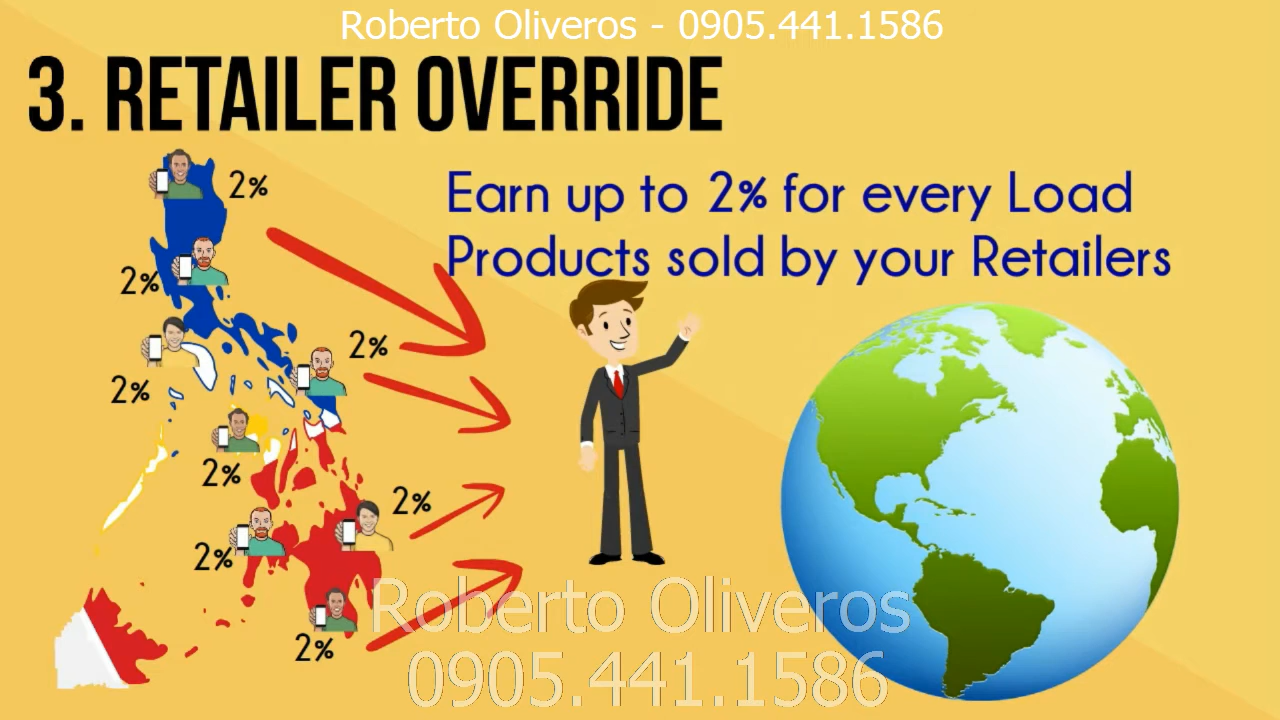 Roberto Oliveros - 0905.441.1586
3. RETAILER OVERRIDE
Earn up to 2% for every Load
Products sold by your Retailers
2%
2%
2%
2%
2%
2%
2%
2%
Roberto Oliveros
0905.441.1586